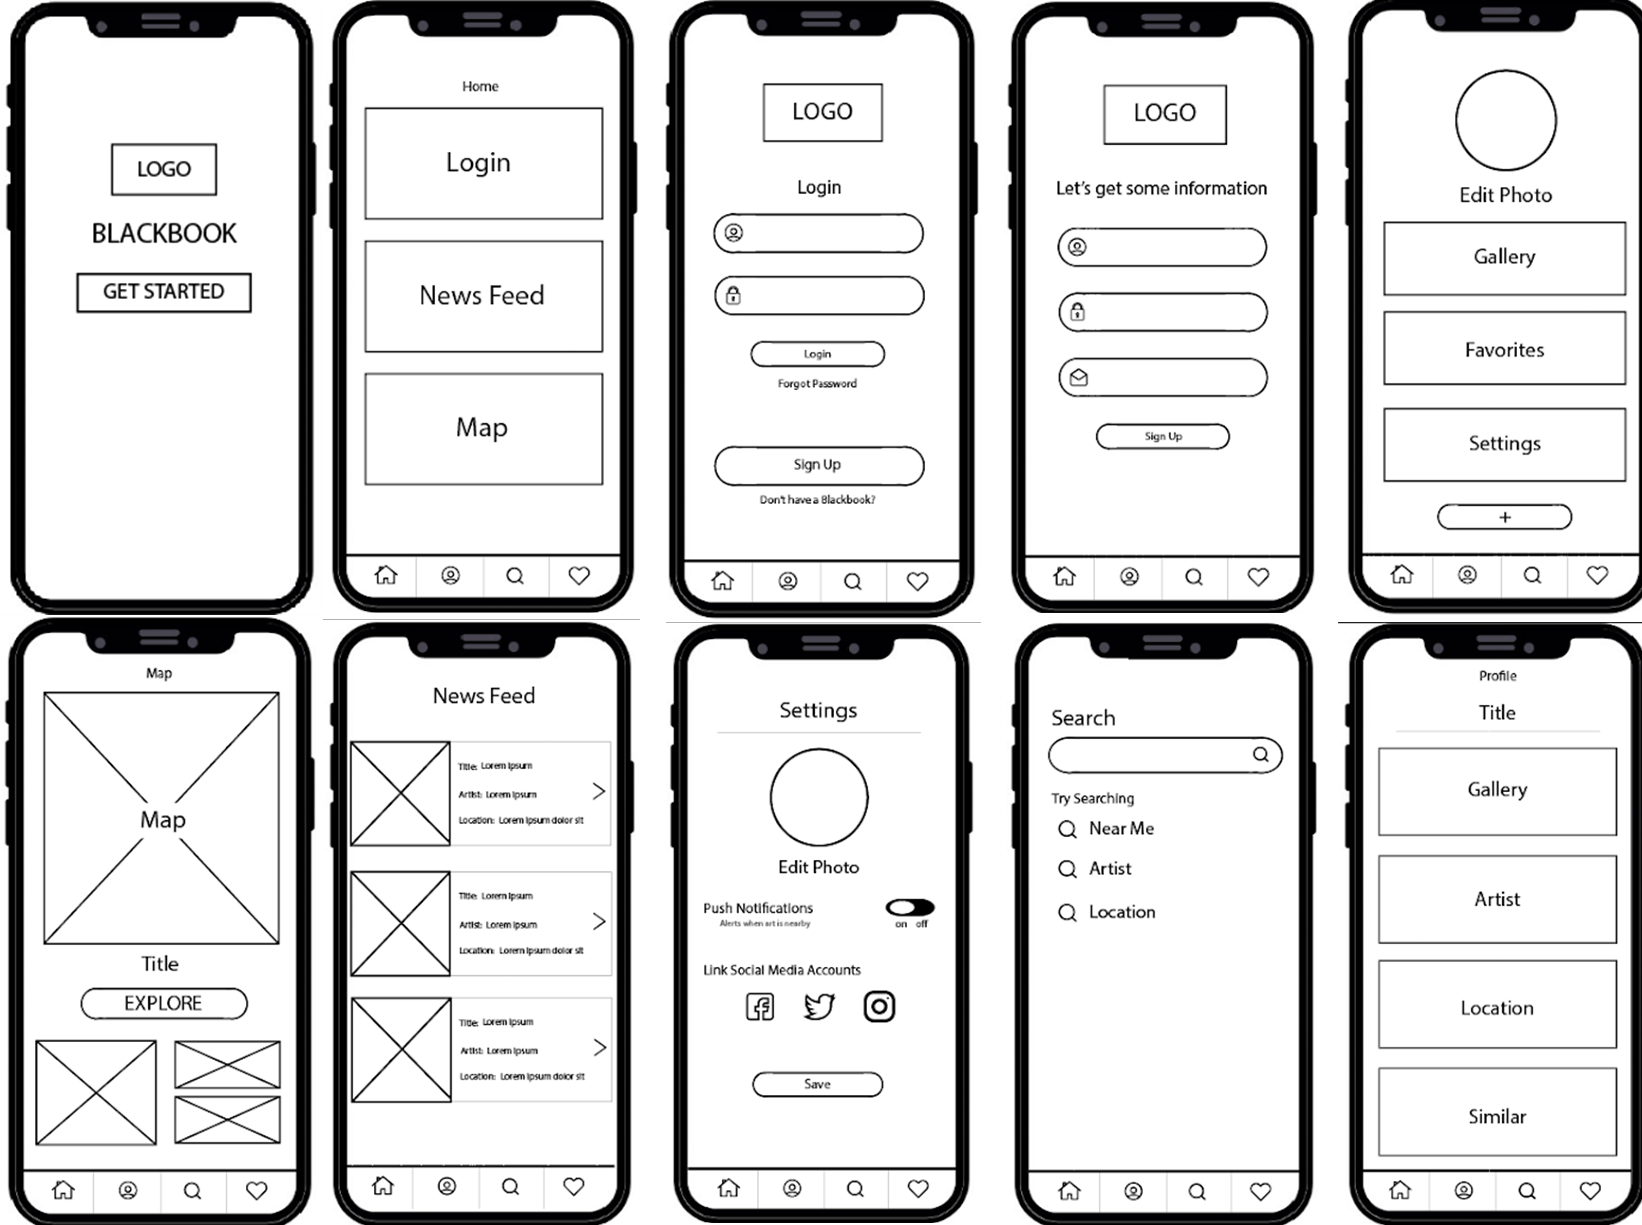 LOGO
BLACKBOOK
GET STARTED
Home
Login
News Feed
Map
LOGO
Login
Login
Forgot Password
Sign Up
Don't have a Blackbook?
LOGO
Let's get some information
Sign Up
Edit Photo
Gallery
Favorites
Settings
+
Map
Map
Title
EXPLORE
News Feed
Title: Lorem Ipsum
Artist: Lorem Ipsum
Location: Lorem Ipsum dolor sit
Title: Lorem Ipsum
Artist: Lorem Ipsum
Location: Lorem Ipsum dolor sit
Title: Lorem Ipsum
Artist: Lorem Ipsum
Location: Lorem Ipsum dolor sit
Settings
Edit Photo
Push Notifications
Alerts when art is nearby
on off
Link Social Media Accounts
Save
Search
Try Searching
Near Me
Artist
Location
Profile
Title
Gallery
Artist
Location
Similar